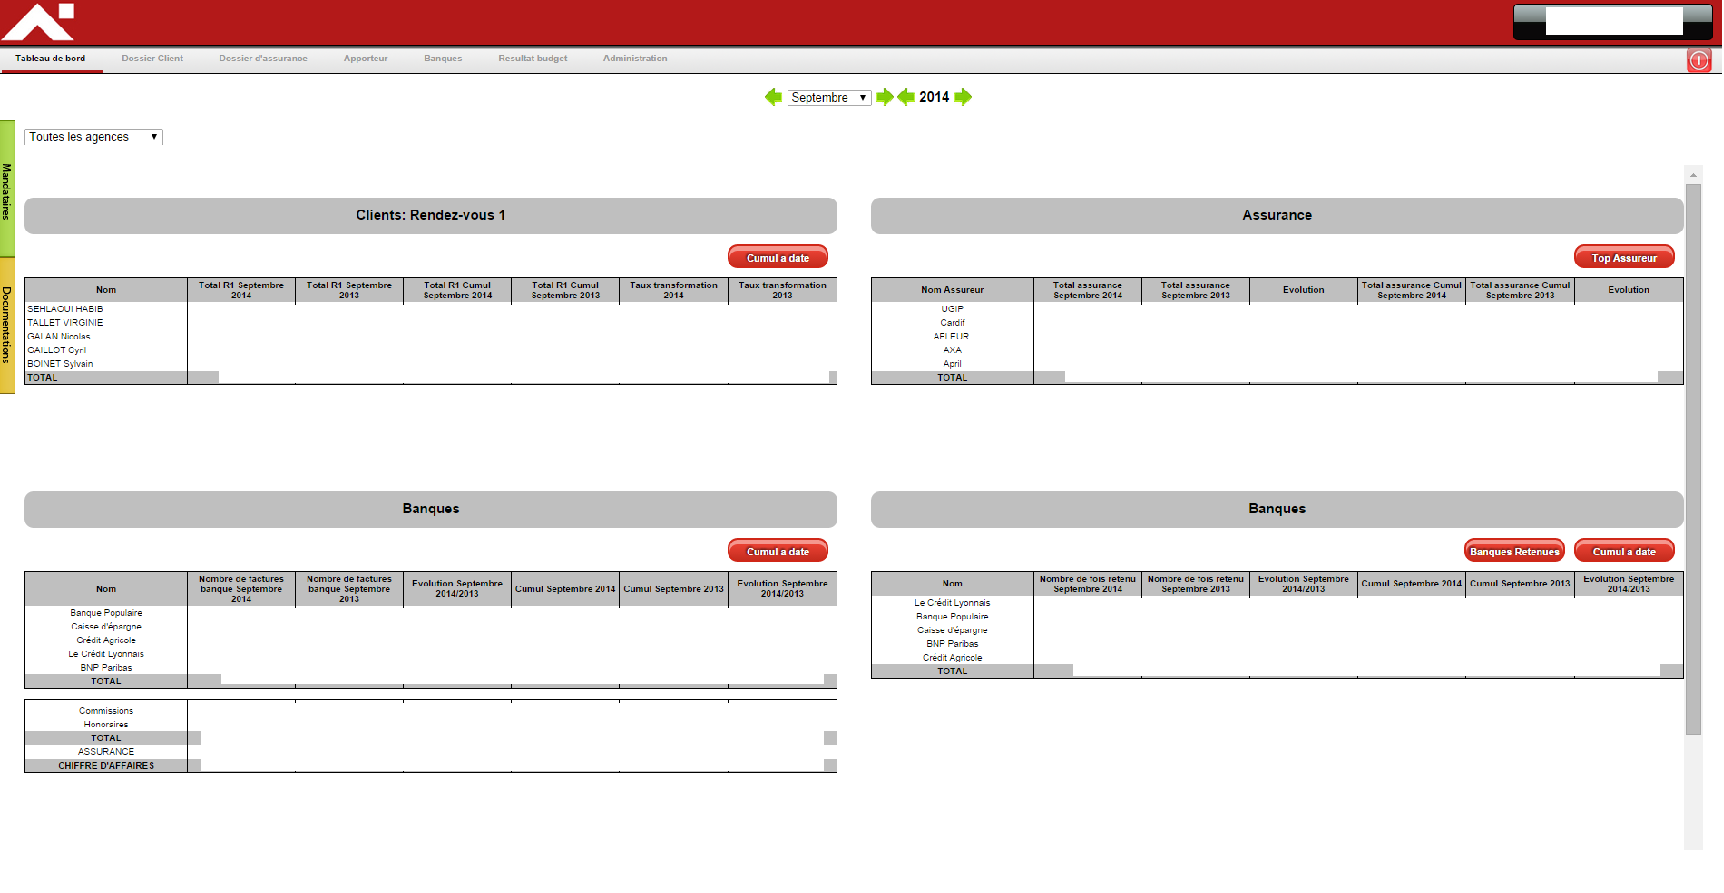 Tableau de bord Dossier Client Dossier d'assurance Apporteur Banques Resultat budget Administration
Septembre 2014
Toutes les agences
Mandataires
Documentations
Clients: Rendez-vous 1
Cumul a date
Nom Total R1 Septembre 2014 Total R1 Septembre 2013 Total R1 Cumul Septembre 2014 Total R1 Cumul Septembre 2013 Taux transformation 2014 Taux transformation 2013
SEHLAOUI HABIB
TALLET VIRGINIE
GALAN Nicolas
GAILLOT Cyril
BOINET Sylvain
TOTAL
Assurance
Top Assureur
Nom Assureur Total assurance Septembre 2014 Total assurance Septembre 2013 Evolution Total assurance Cumul Septembre 2014 Total assurance Cumul Septembre 2013 Evolution
UGIP
Cardif
AFLEUR
AXA
April
TOTAL
Banques
Cumul a date
Nom Nombre de factures banque Septembre 2014 Nombre de factures banque Septembre 2013 Evolution Septembre 2014/2013 Cumul Septembre 2014 Cumul Septembre 2013 Evolution Septembre 2014/2013
Banque Populaire
Caisse d'épargne
Crédit Agricole
Le Crédit Lyonnais
BNP Paribas
TOTAL
Commissions
Honoraires
TOTAL
ASSURANCE
CHIFFRE D'AFFAIRES
Banques
Banques Retenues Cumul a date
Nom Nombre de fois retenu Septembre 2014 Nombre de fois retenu Septembre 2013 Evolution Septembre 2014/2013 Cumul Septembre 2014 Cumul Septembre 2013 Evolution Septembre 2014/2013
Le Crédit Lyonnais
Banque Populaire
Caisse d'épargne
BNP Paribas
Crédit Agricole
TOTAL